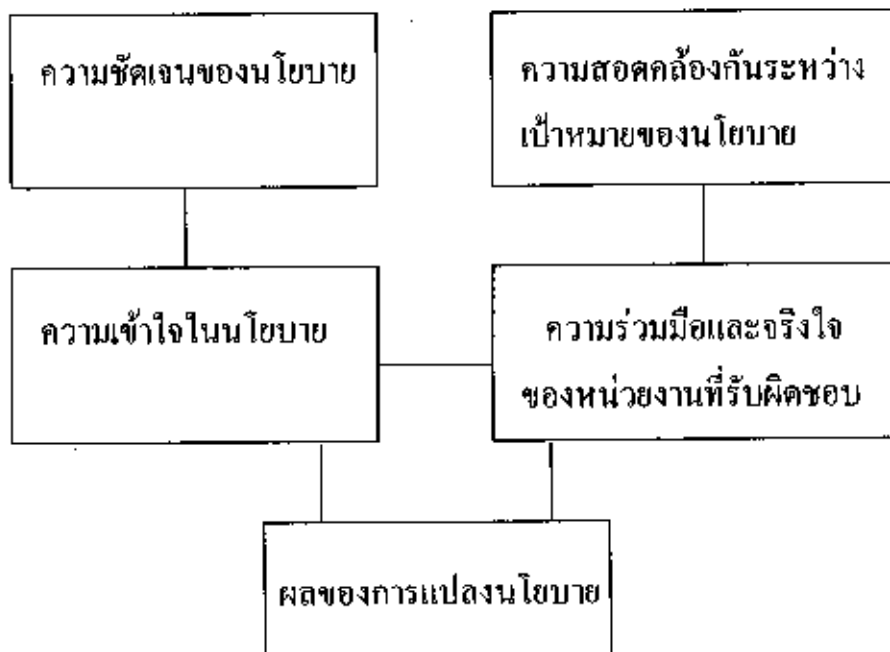 ความชัดเจนของนโยบาย
ความสอดคล้องกันระหว่าง
เป้าหมายของนโยบาย
ความเข้าใจในนโยบาย
ความร่วมมือและจริงใจ
ของหน่วยงานที่รับผิดชอบ
ผลของการแปลงนโยบาย